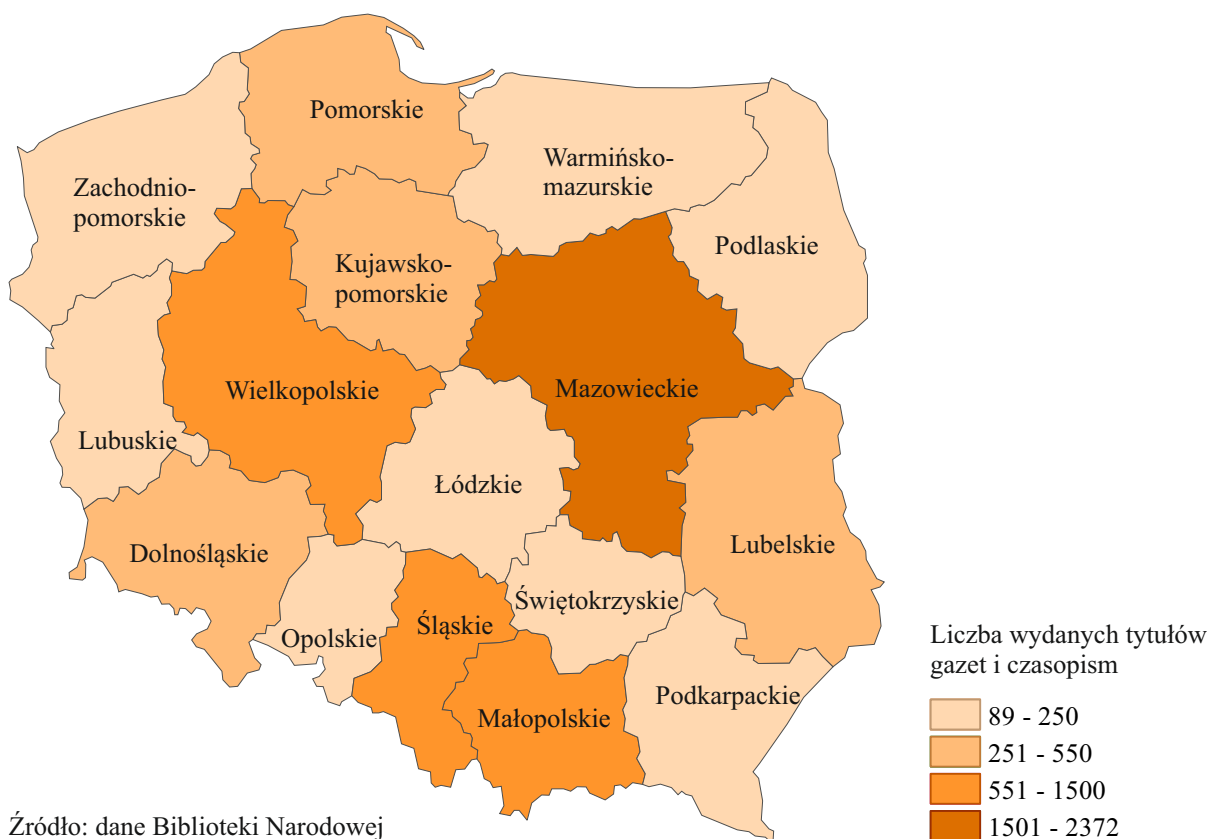 Pomorskie
Warmińsko-
mazurskie
Zachodnio-
pomorskie
Podlaskie
Kujawsko-
pomorskie
Wielkopolskie
Mazowieckie
Lubuskie
Łódzkie
Dolnośląskie
Lubelskie
Świętokrzyskie
Opolskie
Śląskie
Podkarpackie
Małopolskie
Liczba wydanych tytułów
gazet i czasopism
89 - 250
251 - 550
551 - 1500
1501 - 2372
Źródło: dane Biblioteki Narodowej